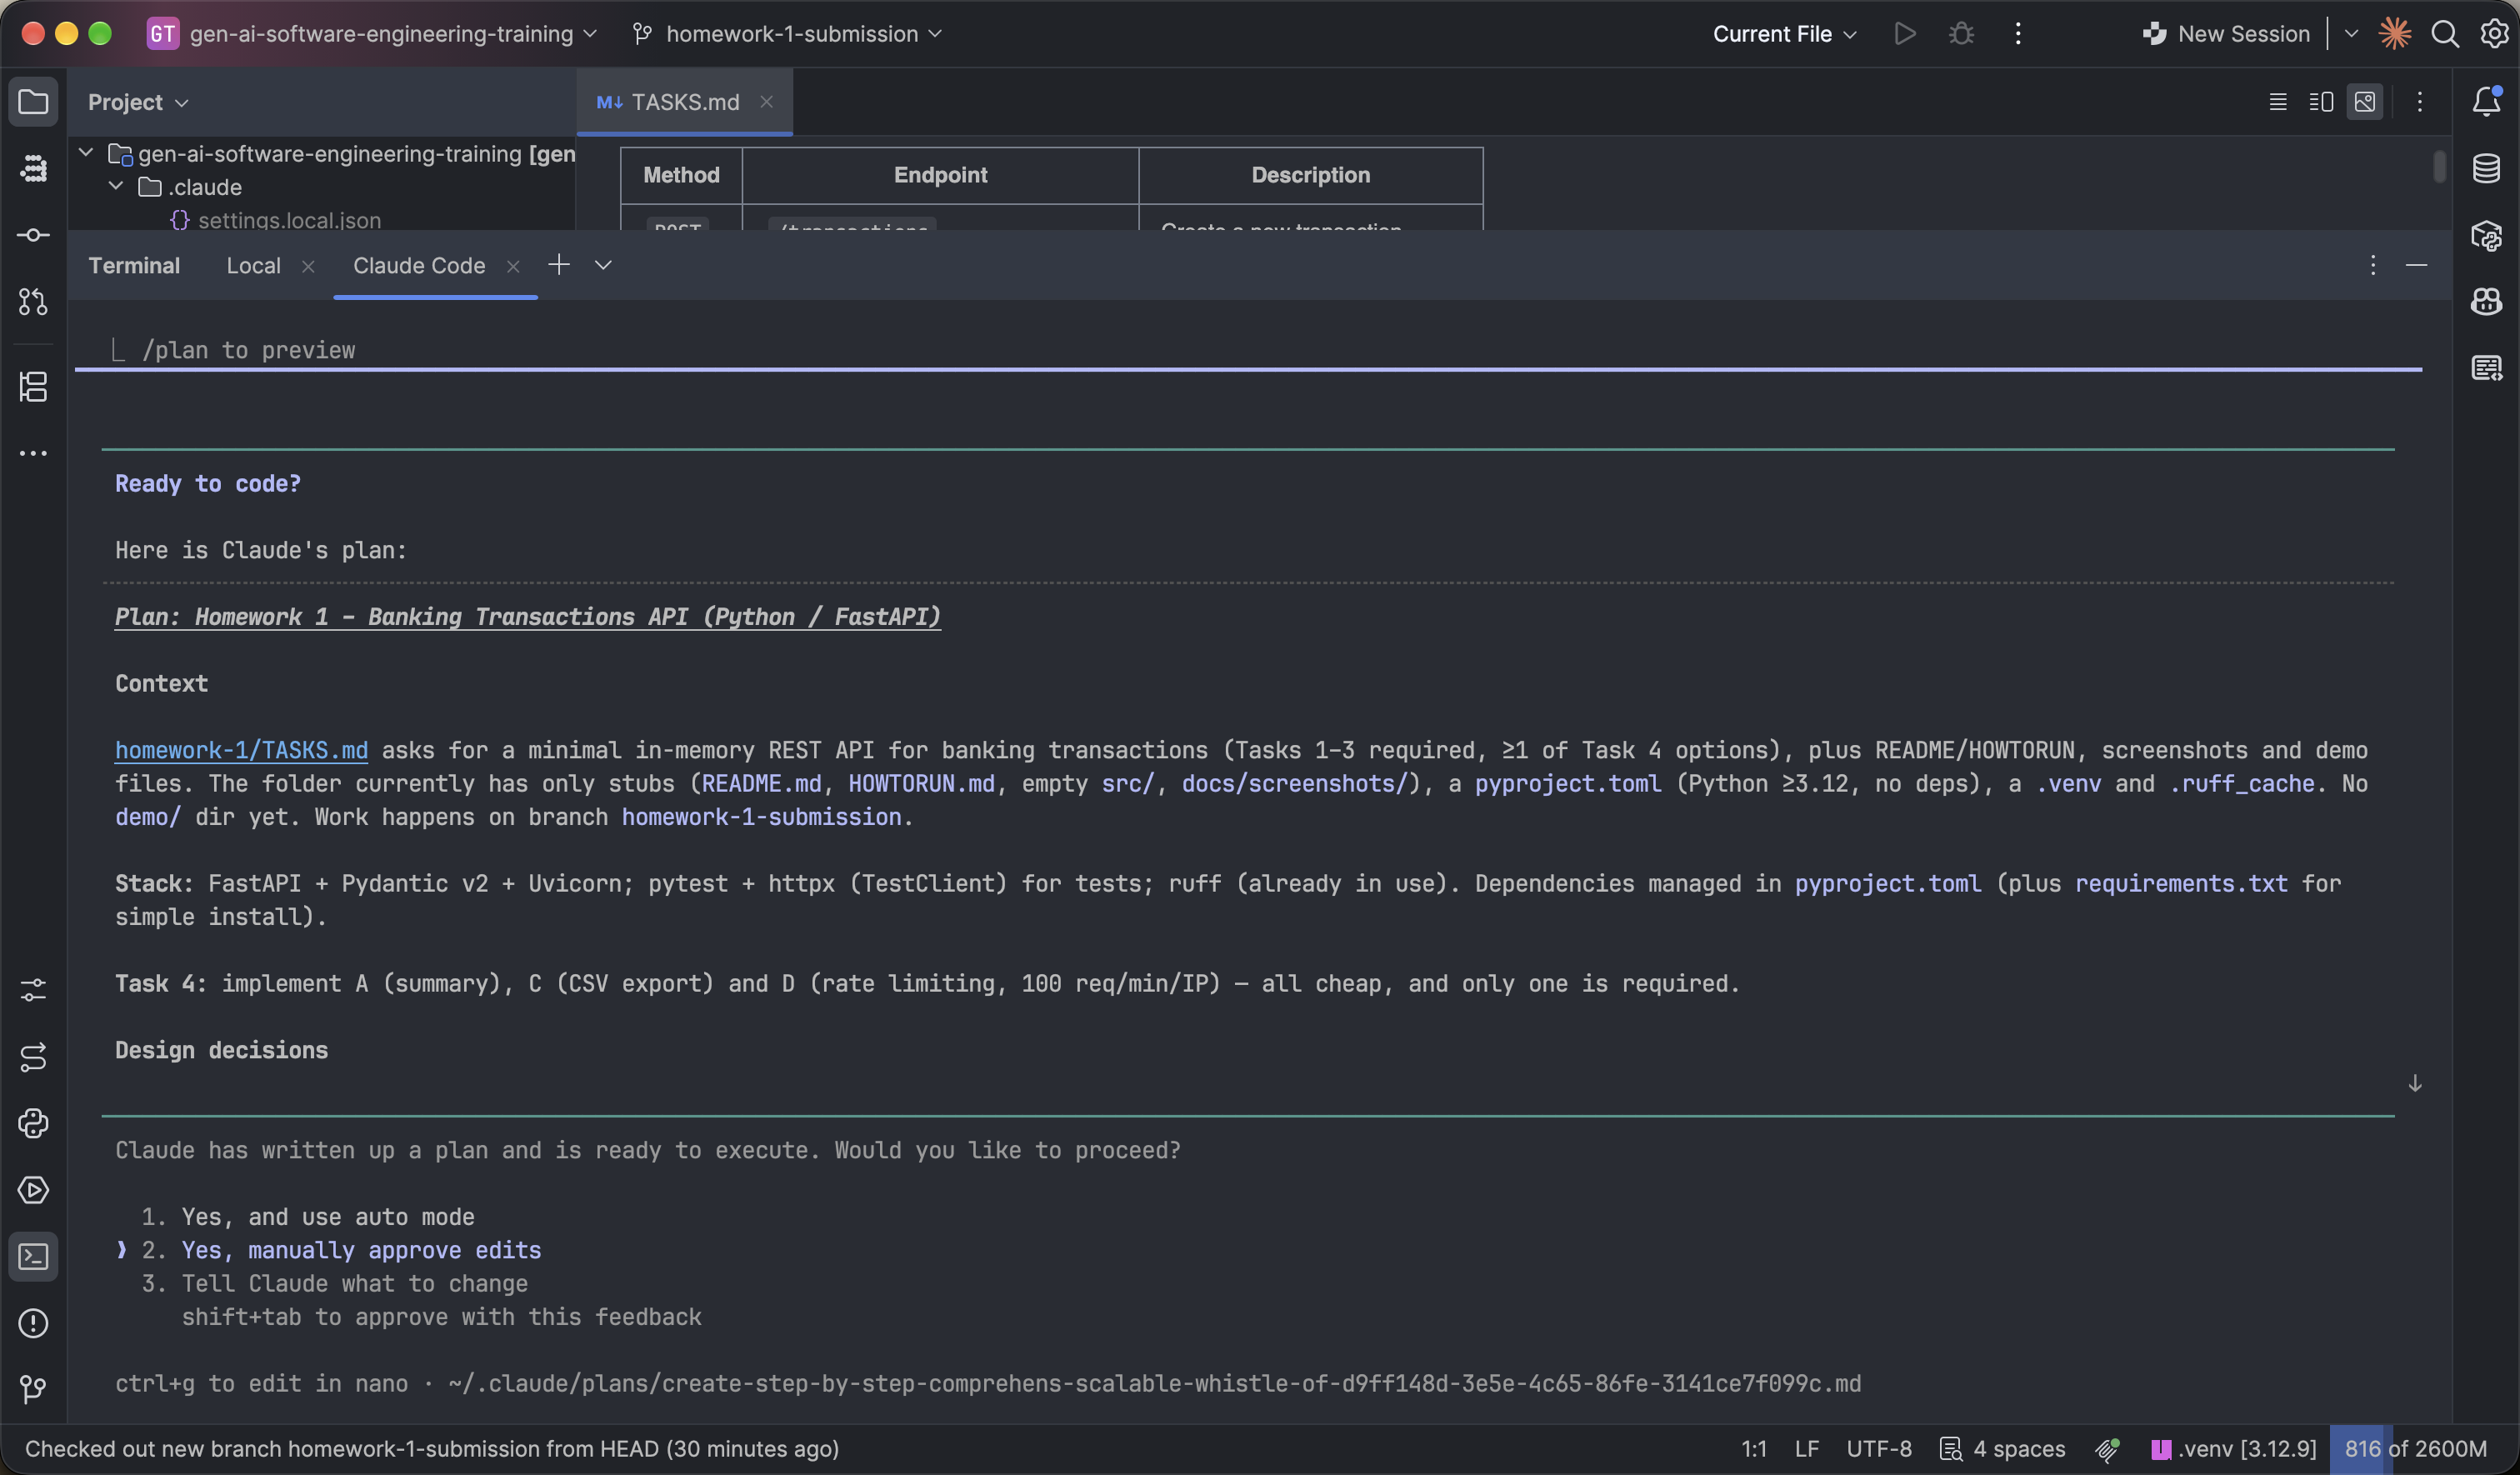 GT gen-ai-software-engineering-training
homework-1-submission
Current File
New Session
Project
M↓ TASKS.md
gen-ai-software-engineering-training [gen
.claude
{} settings.local.json
Method Endpoint Description
POST /transactions Create a new transaction
Terminal Local Claude Code
⎿ /plan to preview
Ready to code?
Here is Claude's plan:
Plan: Homework 1 – Banking Transactions API (Python / FastAPI)
Context
homework-1/TASKS.md asks for a minimal in-memory REST API for banking transactions (Tasks 1–3 required, ≥1 of Task 4 options), plus README/HOWTORUN, screenshots and demo
files. The folder currently has only stubs (README.md, HOWTORUN.md, empty src/, docs/screenshots/), a pyproject.toml (Python ≥3.12, no deps), a .venv and .ruff_cache. No
demo/ dir yet. Work happens on branch homework-1-submission.
Stack: FastAPI + Pydantic v2 + Uvicorn; pytest + httpx (TestClient) for tests; ruff (already in use). Dependencies managed in pyproject.toml (plus requirements.txt for
simple install).
Task 4: implement A (summary), C (CSV export) and D (rate limiting, 100 req/min/IP) — all cheap, and only one is required.
Design decisions
↓
Claude has written up a plan and is ready to execute. Would you like to proceed?
1. Yes, and use auto mode
❯ 2. Yes, manually approve edits
3. Tell Claude what to change
shift+tab to approve with this feedback
ctrl+g to edit in nano · ~/.claude/plans/create-step-by-step-comprehens-scalable-whistle-of-d9ff148d-3e5e-4c65-86fe-3141ce7f099c.md
Checked out new branch homework-1-submission from HEAD (30 minutes ago)
1:1 LF UTF-8 4 spaces .venv [3.12.9] 816 of 2600M